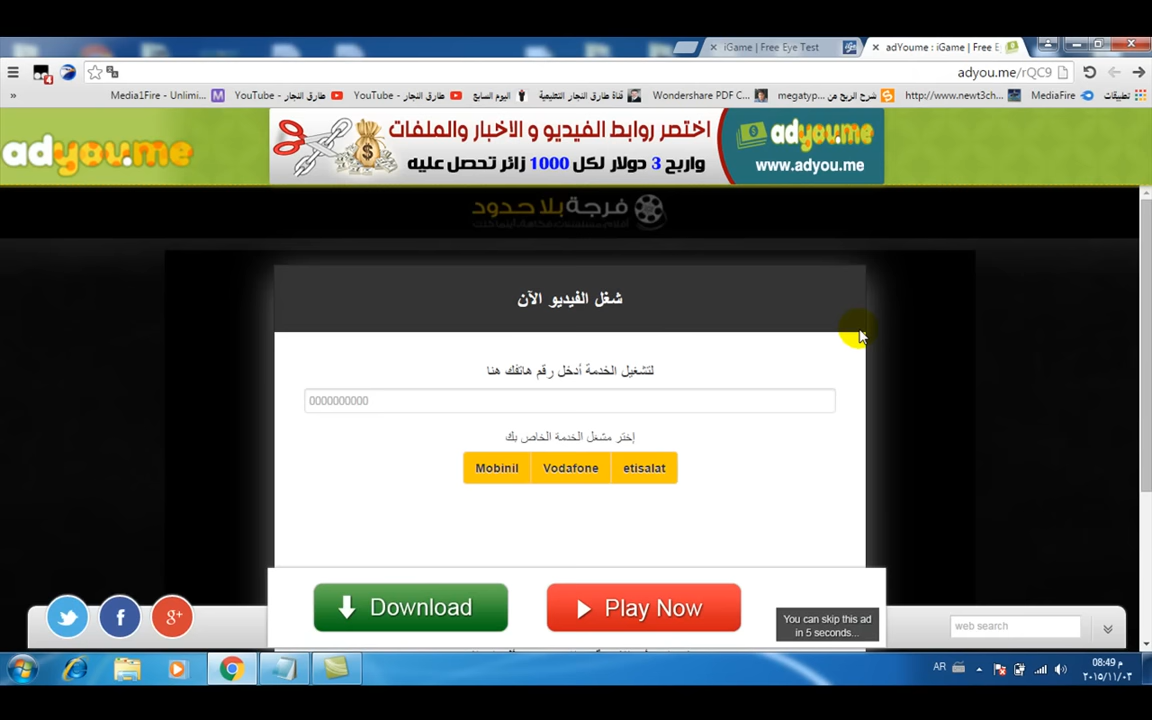 iGame | Free Eye Test
adYoume : iGame | Free E
adyou.me/rQC9
تطبيقات
MediaFire
http://www.newt3ch...
شرح الربح من ...megatyp
Wondershare PDF C...
قناة طارق النجار التعليمية
اليوم السابع
طارق النجار - YouTube
طارق النجار - YouTube
Media1Fire - Unlimi...
»
adyou.me
اختصر روابط الفيديو و الاخبار والملفات
واربح 3 دولار لكل 1000 زائر تحصل عليه
adyou.me
www.adyou.me
فرجة بلا حدود
شغل الفيديو الآن
لتشغيل الخدمة أدخل رقم هاتفك هنا
0000000000
إختر مشغل الخدمة الخاص بك
Mobinil
Vodafone
etisalat
Download
Play Now
You can skip this ad
in 5 seconds...
web search
AR
08:49 م
٢٠١٥/١١/٠٣